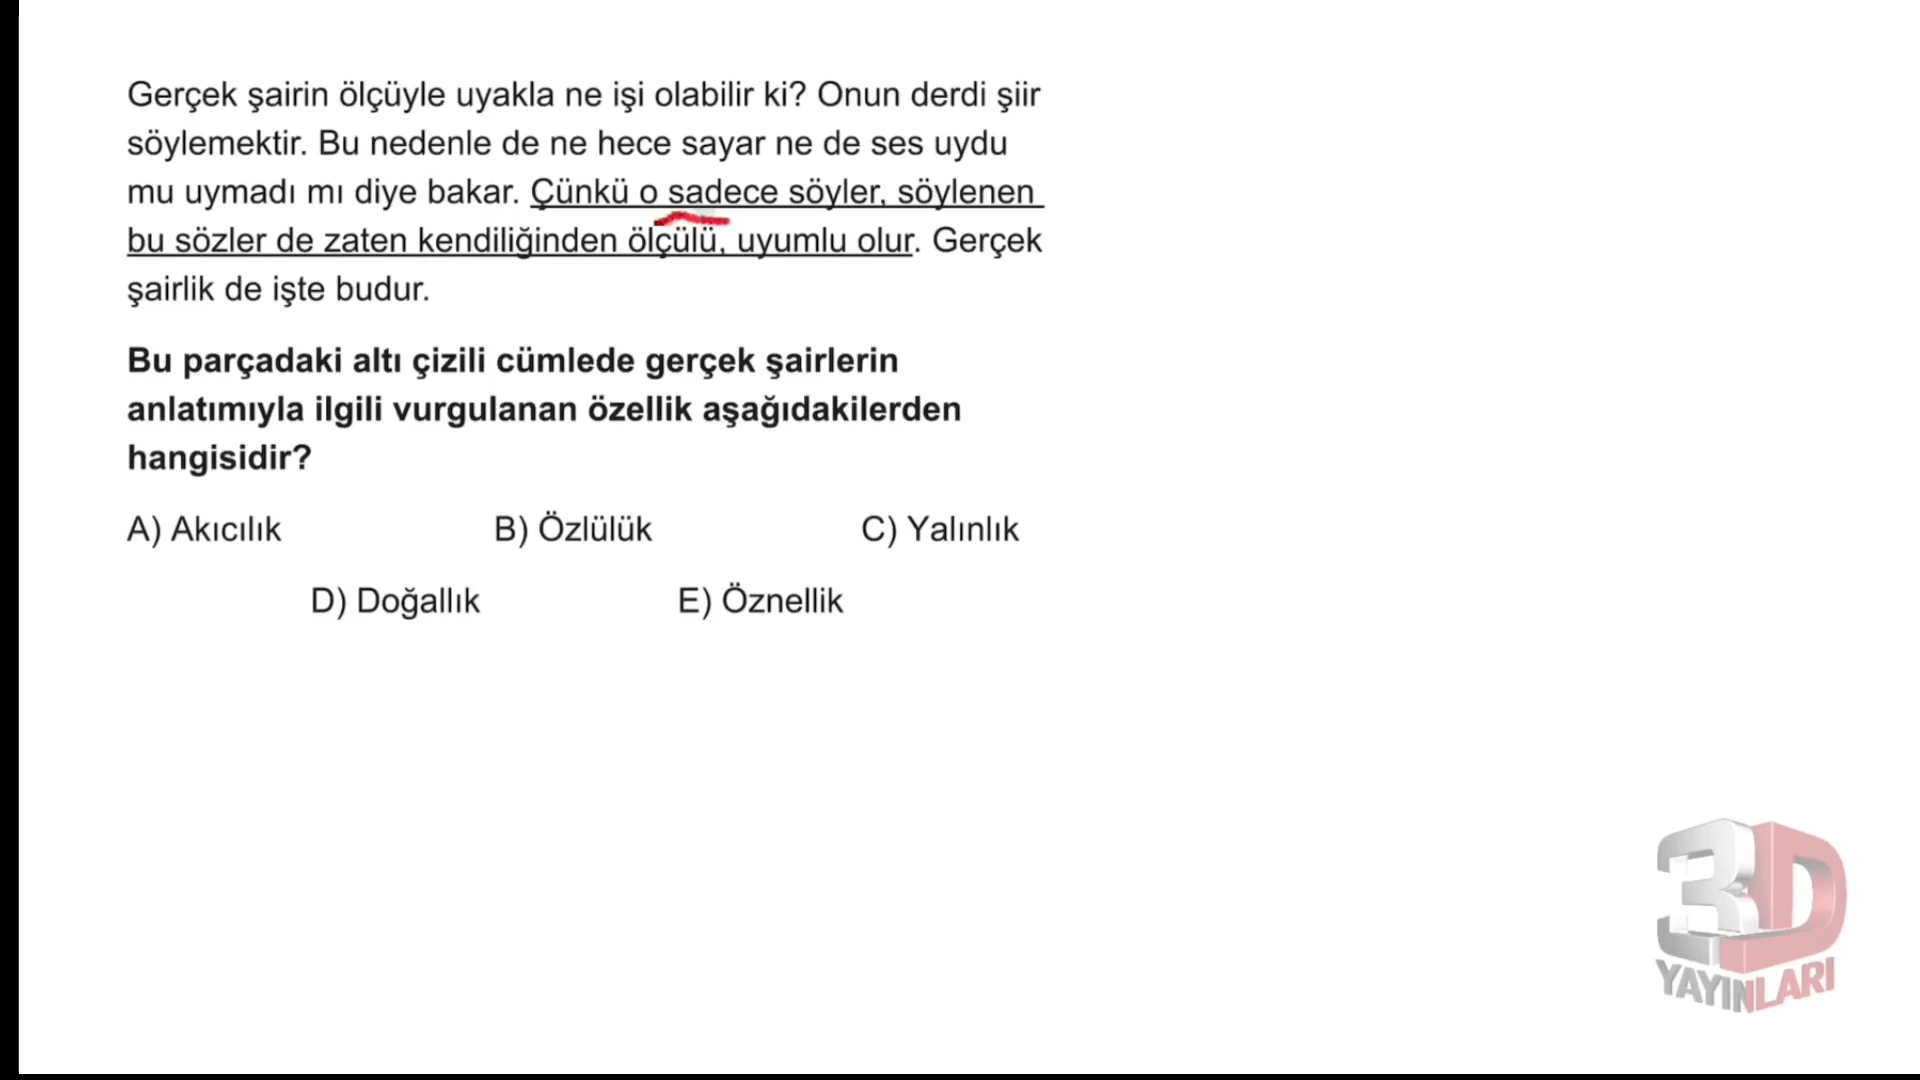 Gerçek şairin ölçüyle uyakla ne işi olabilir ki? Onun derdi şiir
söylemektir. Bu nedenle de ne hece sayar ne de ses uydu
mu uymadı mı diye bakar. Çünkü o sadece söyler, söylenen
bu sözler de zaten kendiliğinden ölçülü, uyumlu olur. Gerçek
şairlik de işte budur.
Bu parçadaki altı çizili cümlede gerçek şairlerin
anlatımıyla ilgili vurgulanan özellik aşağıdakilerden
hangisidir?
A) Akıcılık B) Özlülük C) Yalınlık
D) Doğallık E) Öznellik
3D
YAYINLARI